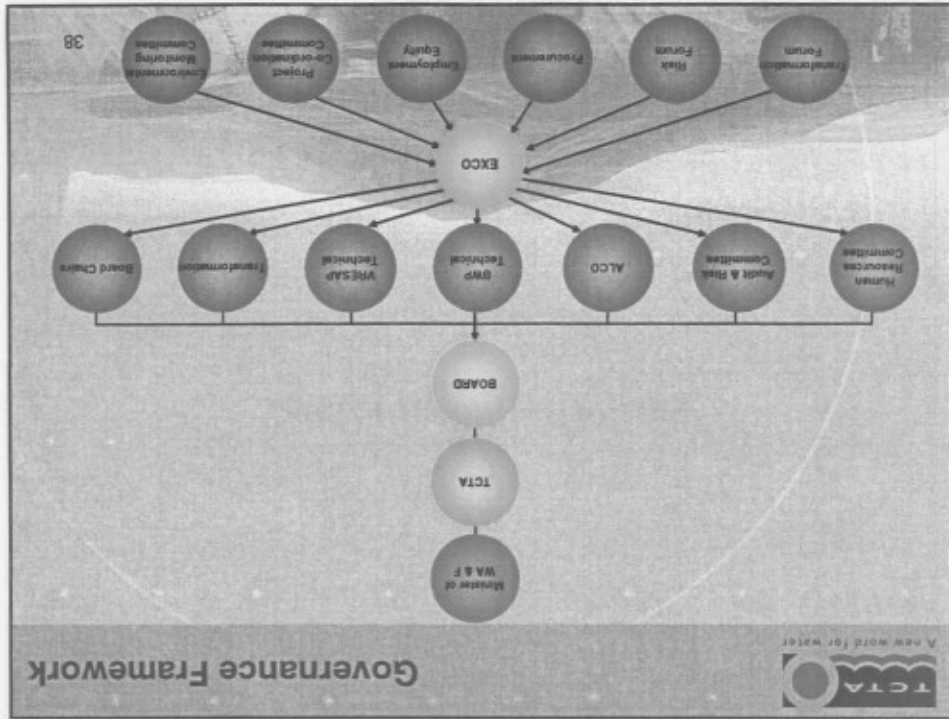 TCTA
A new word for water
Governance Framework
Minister of
WA & F
TCTA
BOARD
Human
Resources
Committee
Audit & Risk
Committee
ALCO
BWP
Technical
VRESAP
Technical
Transformation
Board Chairs
EXCO
Transformation
Forum
Risk
Forum
Procurement
Employment
Equity
Project
Co-ordination
Committee
Environmental
Monitoring
Committee
38